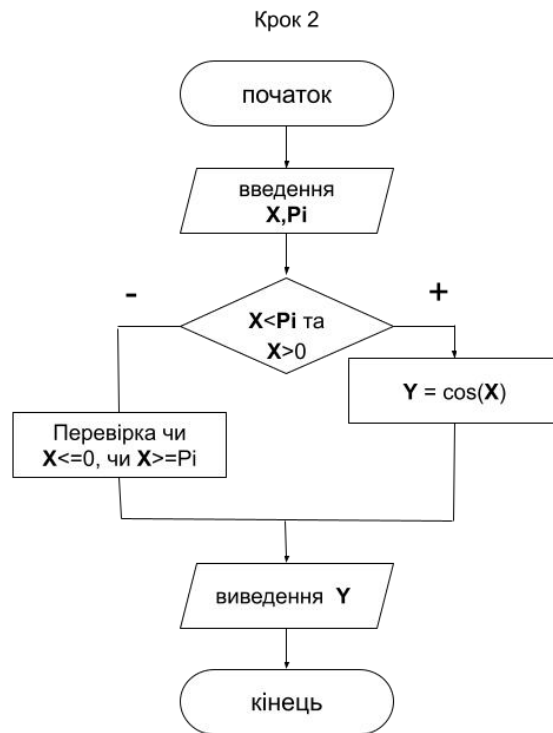 Крок 2
початок
введення
X,Pi
-
+
X<Pi та
X>0
Y = cos(X)
Перевірка чи
X<=0, чи X>=Pi
виведення Y
кінець